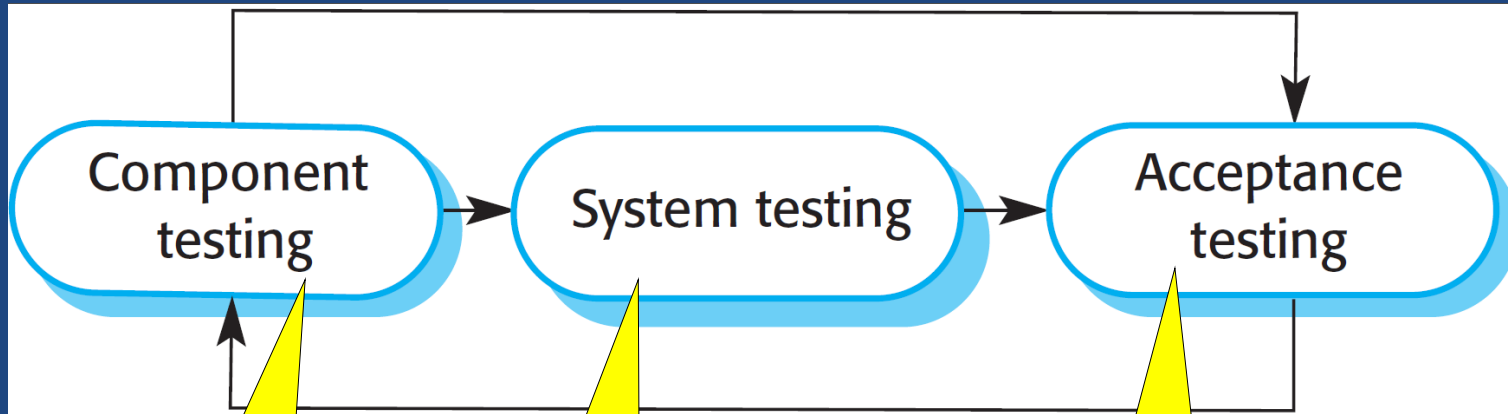 Component
testing
System testing
Acceptance
testing